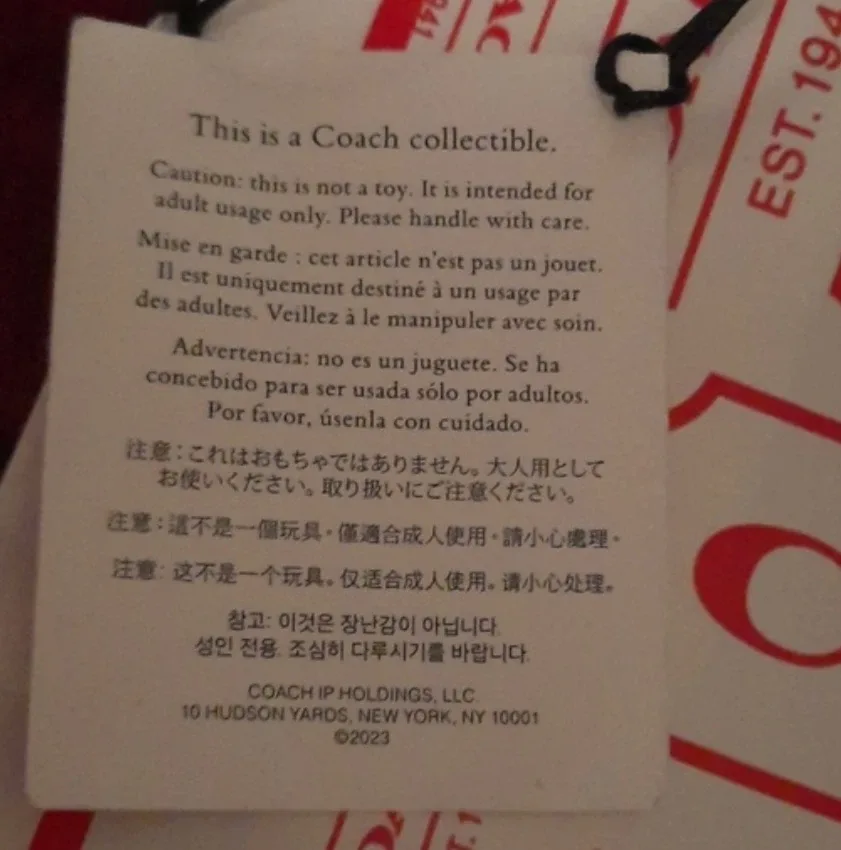 This is a Coach collectible.
Caution: this is not a toy. It is intended for
adult usage only. Please handle with care.
Mise en garde : cet article n'est pas un jouet.
Il est uniquement destiné à un usage par
des adultes. Veillez à le manipuler avec soin.
Advertencia: no es un juguete. Se ha
concebido para ser usada sólo por adultos.
Por favor, úsenla con cuidado.
注意：これはおもちゃではありません。大人用として
お使いください。取り扱いにご注意ください。
注意：這不是一個玩具。僅適合成人使用。請小心處理。
注意: 这不是一个玩具。仅适合成人使用。请小心处理。
참고: 이것은 장난감이 아닙니다.
성인 전용. 조심히 다루시기를 바랍니다.
COACH IP HOLDINGS, LLC.
10 HUDSON YARDS, NEW YORK, NY 10001
©2023
EST. 194